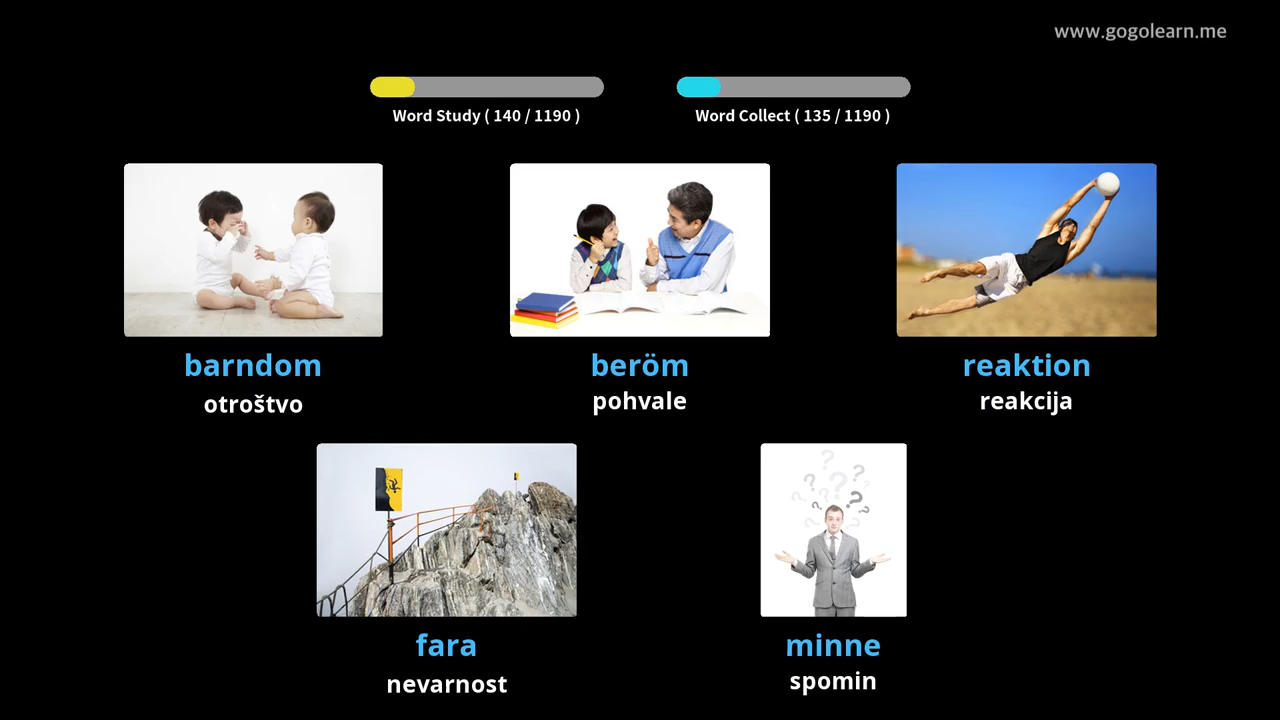 www.gogolearn.me
Word Study ( 140 / 1190 )
Word Collect ( 135 / 1190 )
barndom
otroštvo
beröm
pohvale
reaktion
reakcija
fara
nevarnost
minne
spomin